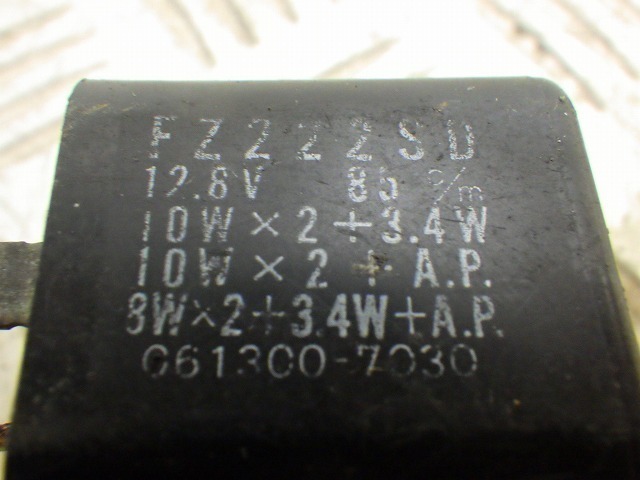 FZ222SD
12.8V 85 c/m
10W×2+3.4W
10W×2+A.P.
8W×2+3.4W+A.P.
061300-7030